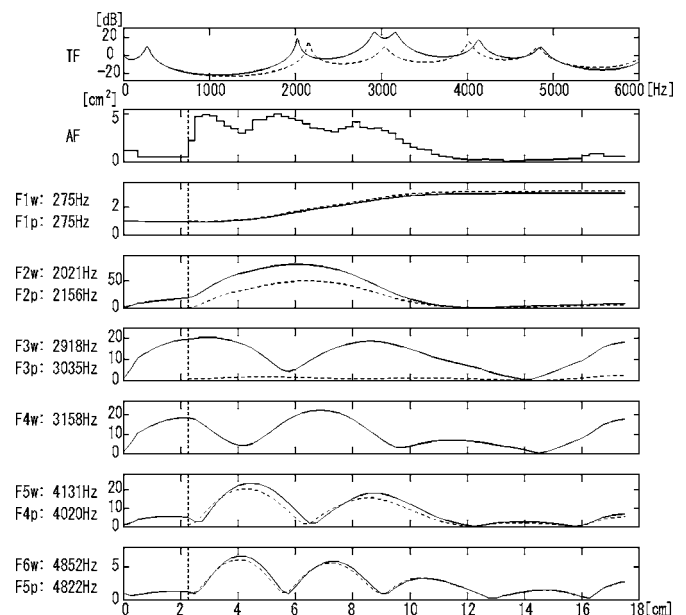 [dB]
TF
20
0
-20
0 1000 2000 3000 4000 5000 6000 [Hz]
[cm²]
AF
5
0
F1w: 275Hz
F1p: 275Hz
2
0
F2w: 2021Hz
F2p: 2156Hz
50
0
F3w: 2918Hz
F3p: 3035Hz
20
10
0
F4w: 3158Hz
20
10
0
F5w: 4131Hz
F4p: 4020Hz
20
10
0
F6w: 4852Hz
F5p: 4822Hz
5
0
0 2 4 6 8 10 12 14 16 18 [cm]